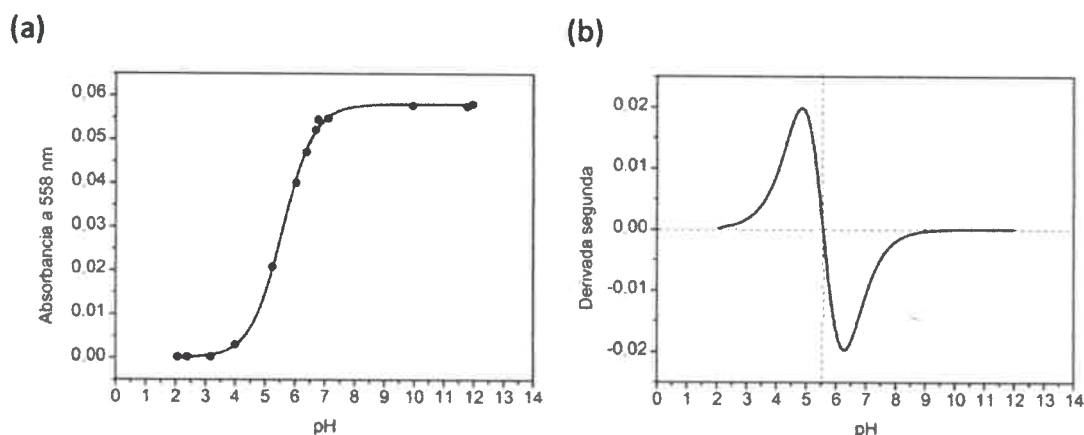 (a)
(b)
Absorbancia a 558 nm
0.06
0.05
0.04
0.03
0.02
0.01
0.00
0 1 2 3 4 5 6 7 8 9 10 11 12 13 14
pH
Derivada segunda
0.02
0.01
0.00
-0.01
-0.02
0 1 2 3 4 5 6 7 8 9 10 11 12 13 14
pH